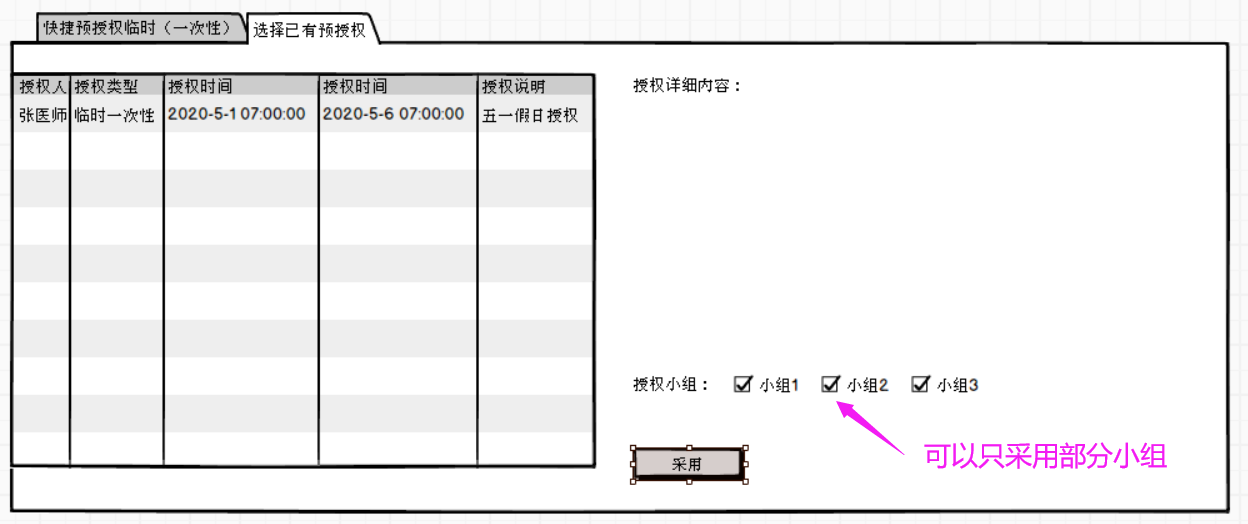 快捷预授权临时（一次性） 选择已有预授权
授权人 授权类型 授权时间 授权时间 授权说明
张医师 临时一次性 2020-5-1 07:00:00 2020-5-6 07:00:00 五一假日授权
授权详细内容：
授权小组： 小组1 小组2 小组3
可以只采用部分小组
采用